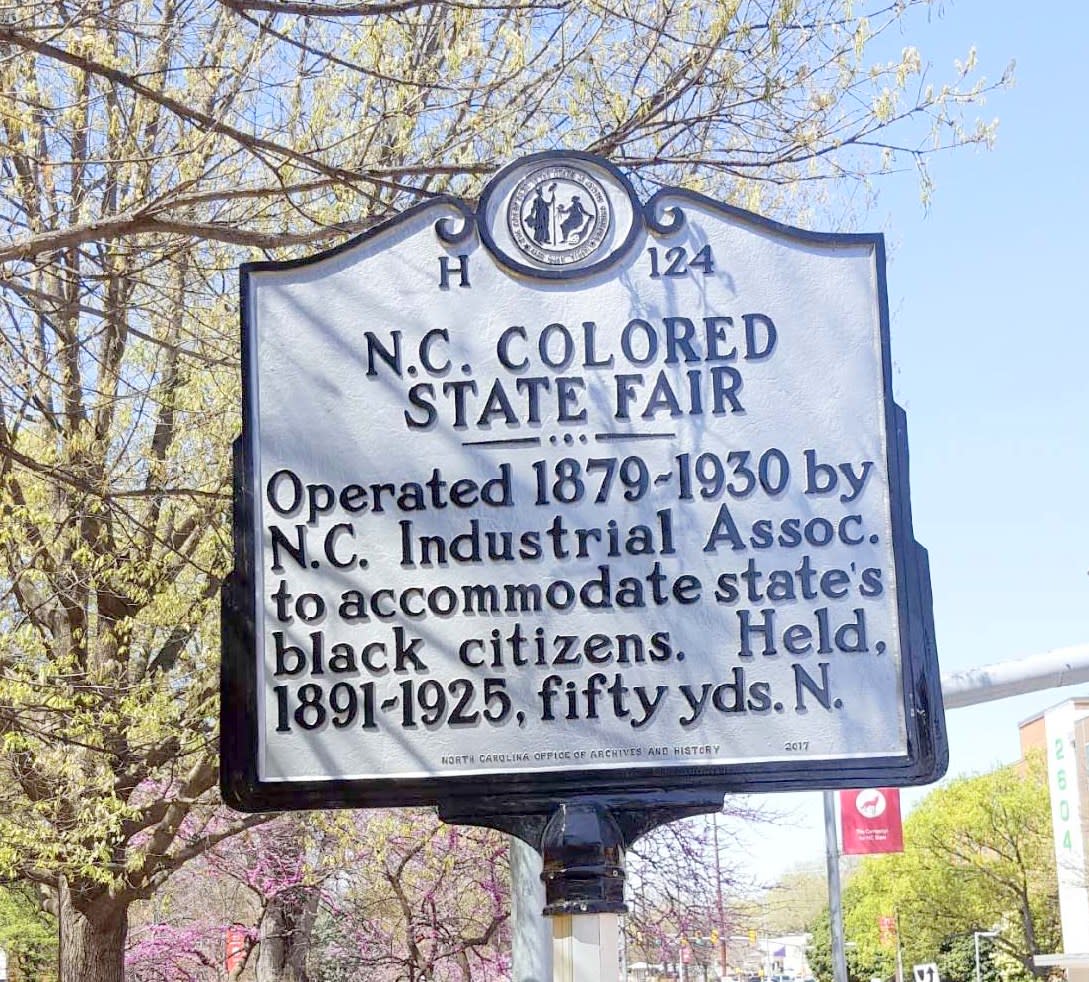 H 124
N.C. COLORED
STATE FAIR
Operated 1879-1930 by
N.C. Industrial Assoc.
to accommodate state's
black citizens. Held,
1891-1925, fifty yds. N.
NORTH CAROLINA OFFICE OF ARCHIVES AND HISTORY 2017
2604